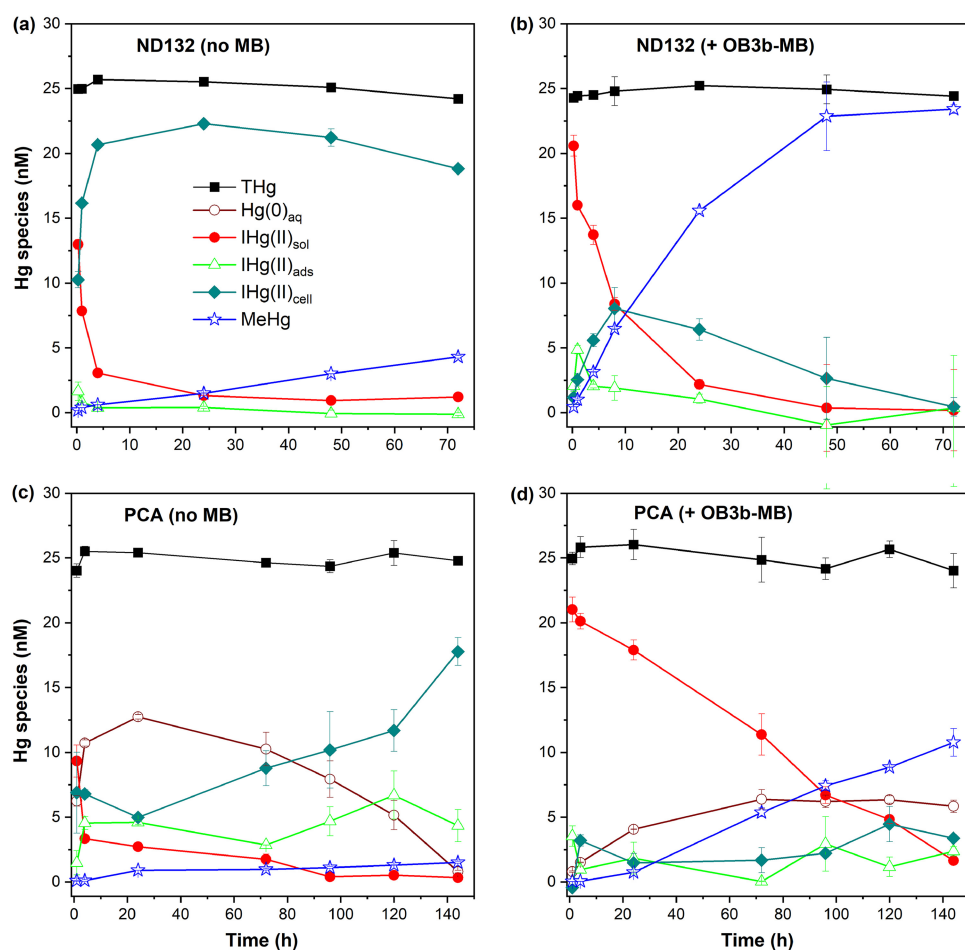 (a) ND132 (no MB)
(b) ND132 (+ OB3b-MB)
Hg species (nM)
30
25
20
15
10
5
0
THg
Hg(0)aq
IHg(II)sol
IHg(II)ads
IHg(II)cell
MeHg
0 10 20 30 40 50 60 70
30
25
20
15
10
5
0
0 10 20 30 40 50 60 70
(c) PCA (no MB)
(d) PCA (+ OB3b-MB)
Hg species (nM)
30
25
20
15
10
5
0
0 20 40 60 80 100 120 140
Time (h)
30
25
20
15
10
5
0
0 20 40 60 80 100 120 140
Time (h)